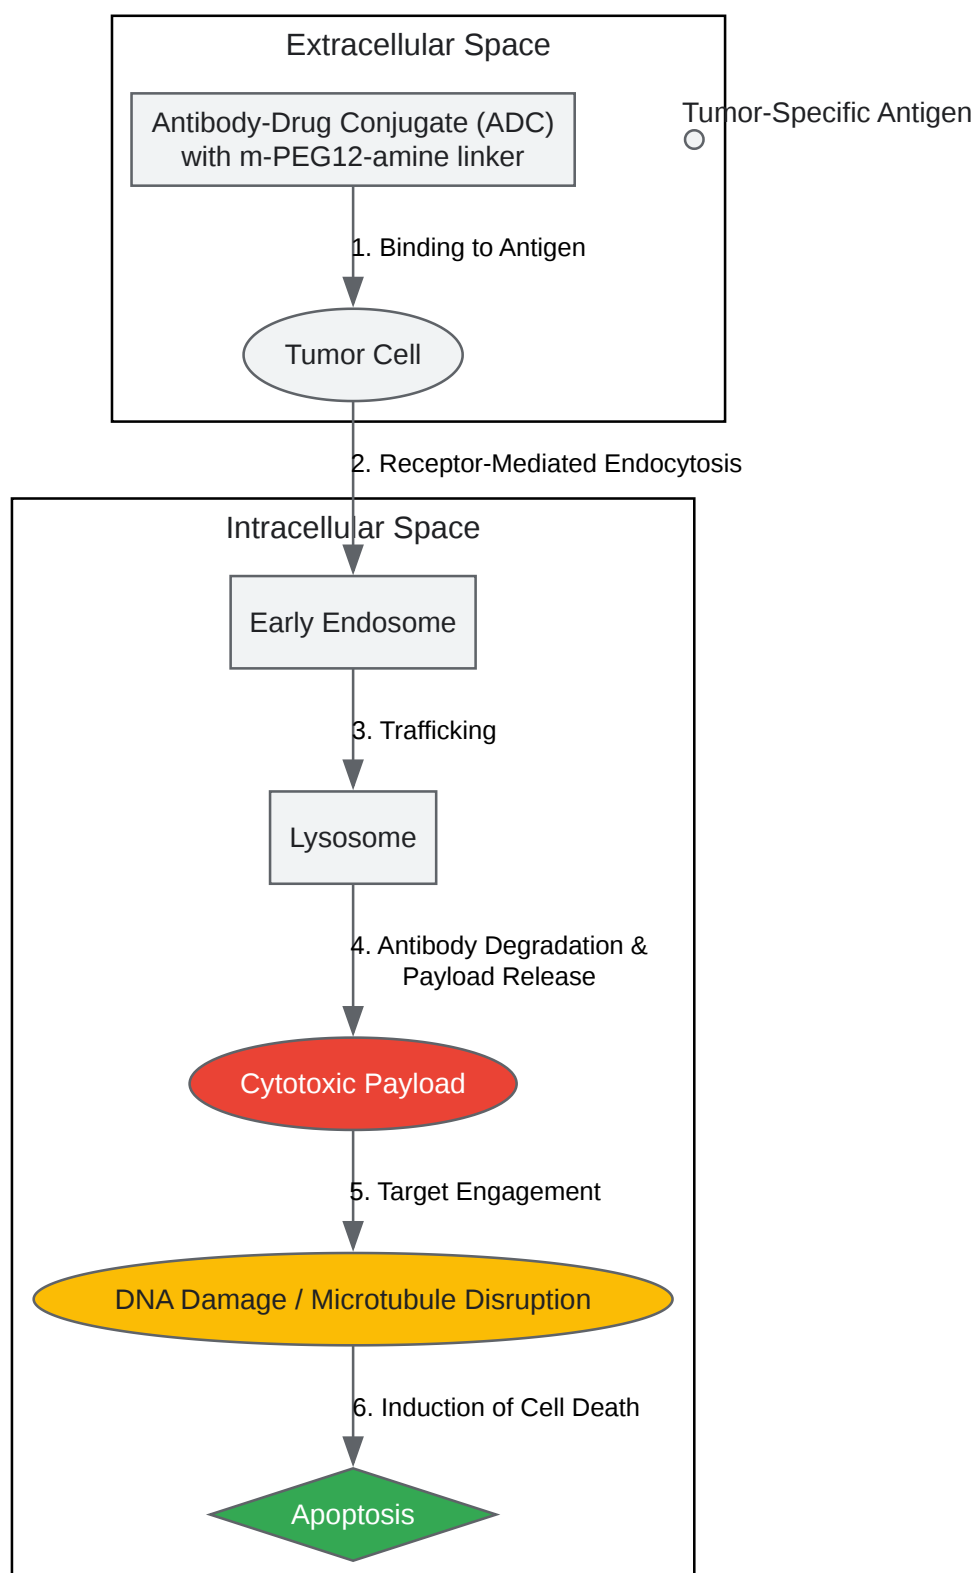 Extracellular Space
Antibody-Drug Conjugate (ADC)
with m-PEG12-amine linker
Tumor-Specific Antigen
1. Binding to Antigen
Tumor Cell
2. Receptor-Mediated Endocytosis
Intracellular Space
Early Endosome
3. Trafficking
Lysosome
4. Antibody Degradation &
Payload Release
Cytotoxic Payload
5. Target Engagement
DNA Damage / Microtubule Disruption
6. Induction of Cell Death
Apoptosis